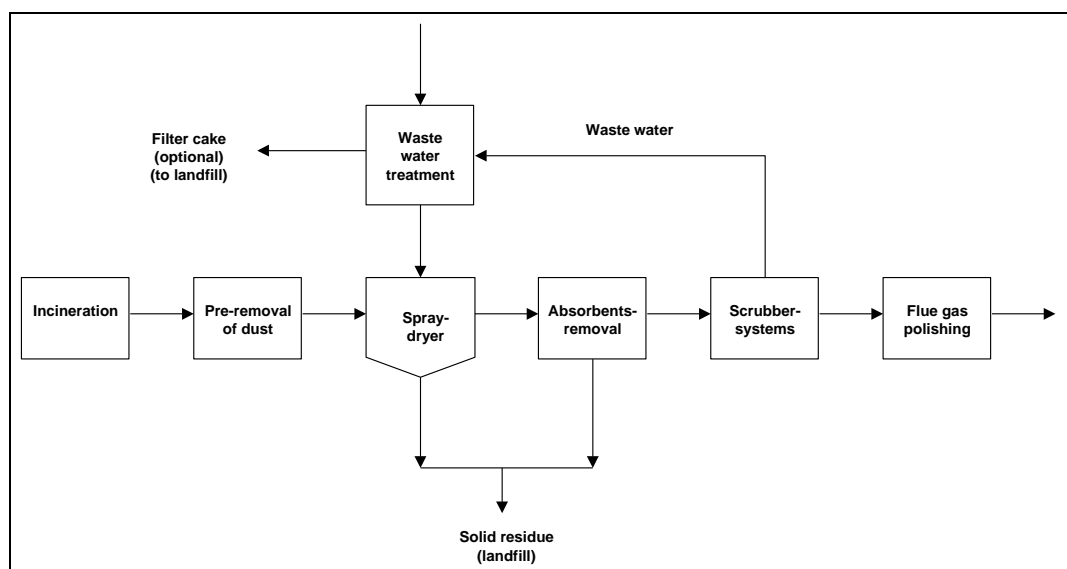 Filter cake
(optional)
(to landfill)
Waste
water
treatment
Waste water
Incineration
Pre-removal
of dust
Spray-
dryer
Absorbents-
removal
Scrubber-
systems
Flue gas
polishing
Solid residue
(landfill)